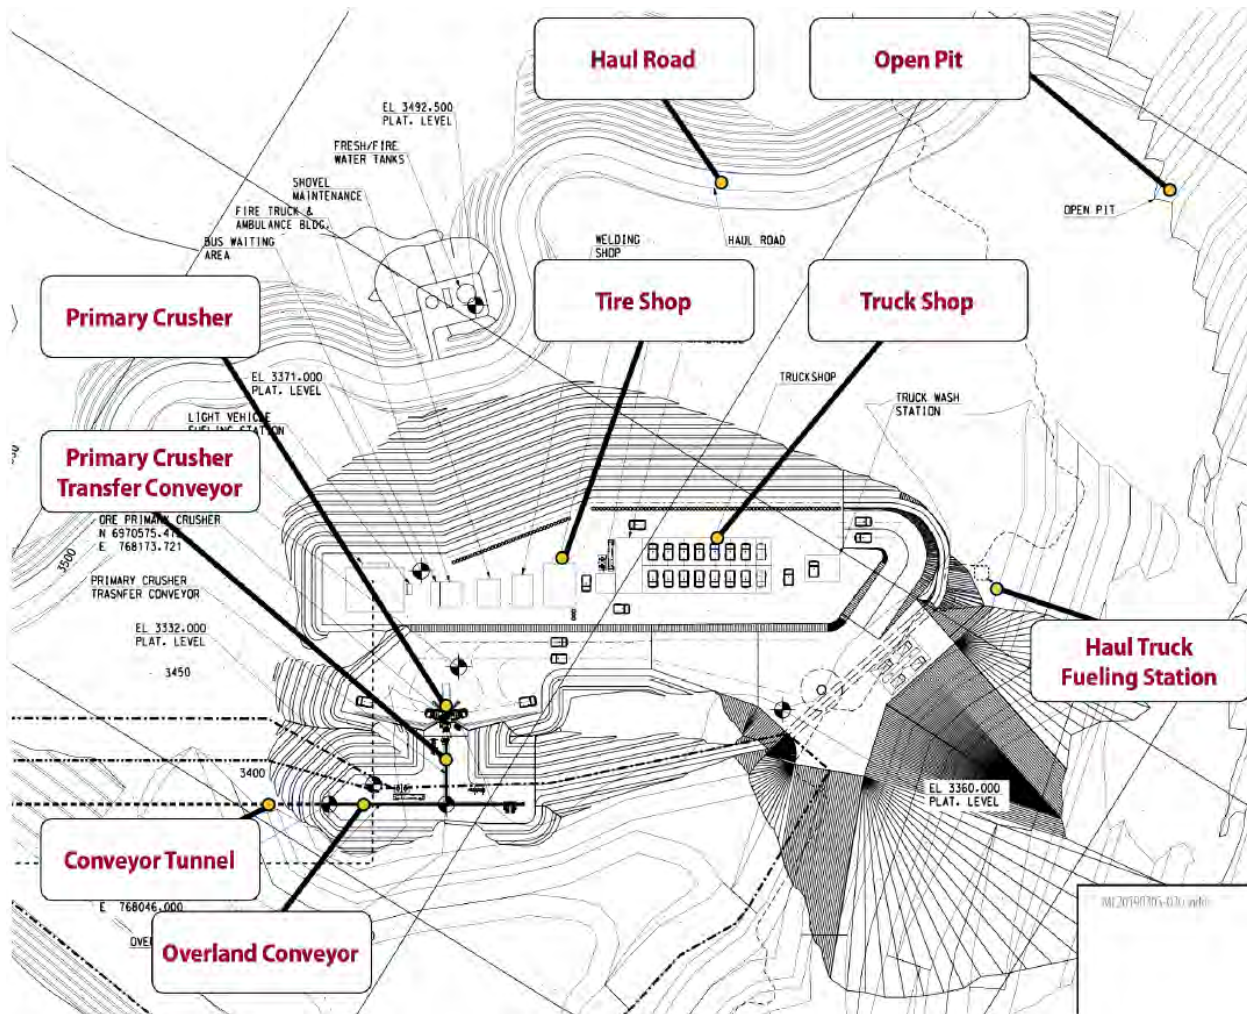 Haul Road
Open Pit
EL 3492.500
PLAT. LEVEL
FRESH/FIRE
WATER TANKS
SHOVEL
MAINTENANCE
FIRE TRUCK &
AMBULANCE BLDG.
BUS WAITING
AREA
WELDING
SHOP
HAUL ROAD
OPEN PIT
Primary Crusher
Tire Shop
Truck Shop
EL 3371.000
PLAT. LEVEL
TRUCKSHOP
TRUCK WASH
STATION
LIGHT VEHICLE
FUELING STATION
Primary Crusher
Transfer Conveyor
ORE PRIMARY CRUSHER
N 6970575.41
E 768173.721
3500
PRIMARY CRUSHER
TRASNFER CONVEYOR
EL 3332.000
PLAT. LEVEL
3450
Haul Truck
Fueling Station
3400
EL 3360.000
PLAT. LEVEL
Conveyor Tunnel
E 768046.000
Overland Conveyor